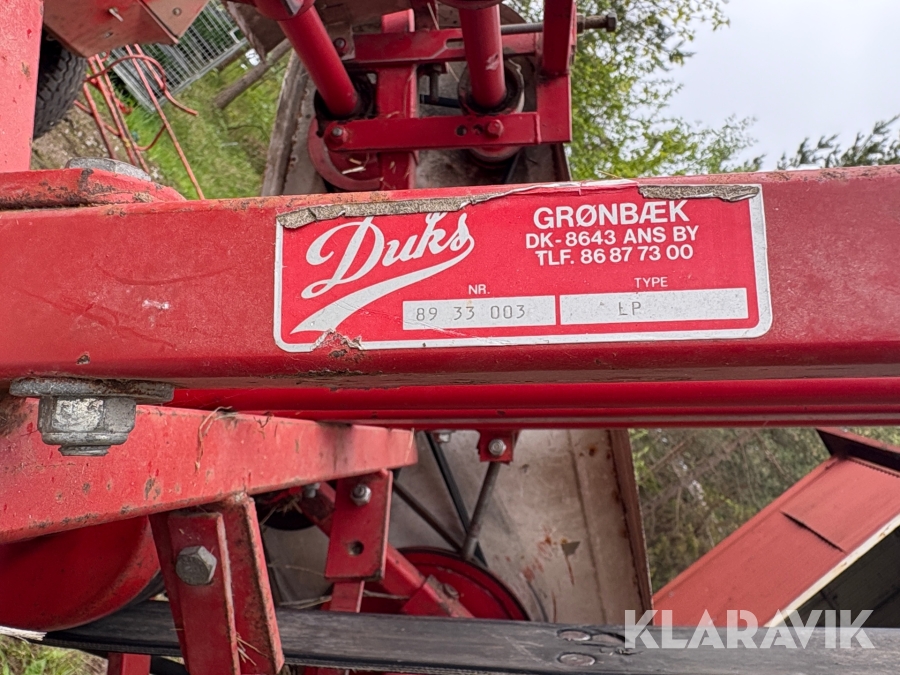 Duks
GRØNBÆK
DK-8643 ANS BY
TLF. 86 87 73 00
NR. TYPE
89 33 003 LP
KLARAVIK